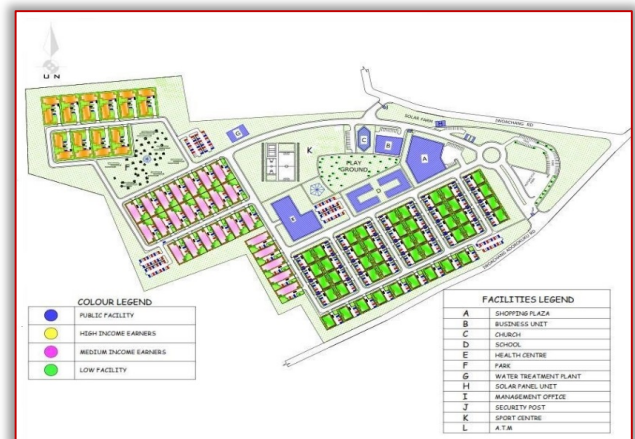 U N
SOLAR FARM
H
G
K
C
B
A
PLAY
GROUND
D
F
COLOUR LEGEND
PUBLIC FACILITY
HIGH INCOME EARNERS
MEDIUM INCOME EARNERS
LOW FACILITY
FACILITIES LEGEND
A SHOPPING PLAZA
B BUSINESS UNIT
C CHURCH
D SCHOOL
E HEALTH CENTRE
F PARK
G WATER TREATMENT PLANT
H SOLAR PANEL UNIT
I MANAGEMENT OFFICE
J SECURITY POST
K SPORT CENTRE
L A.T.M